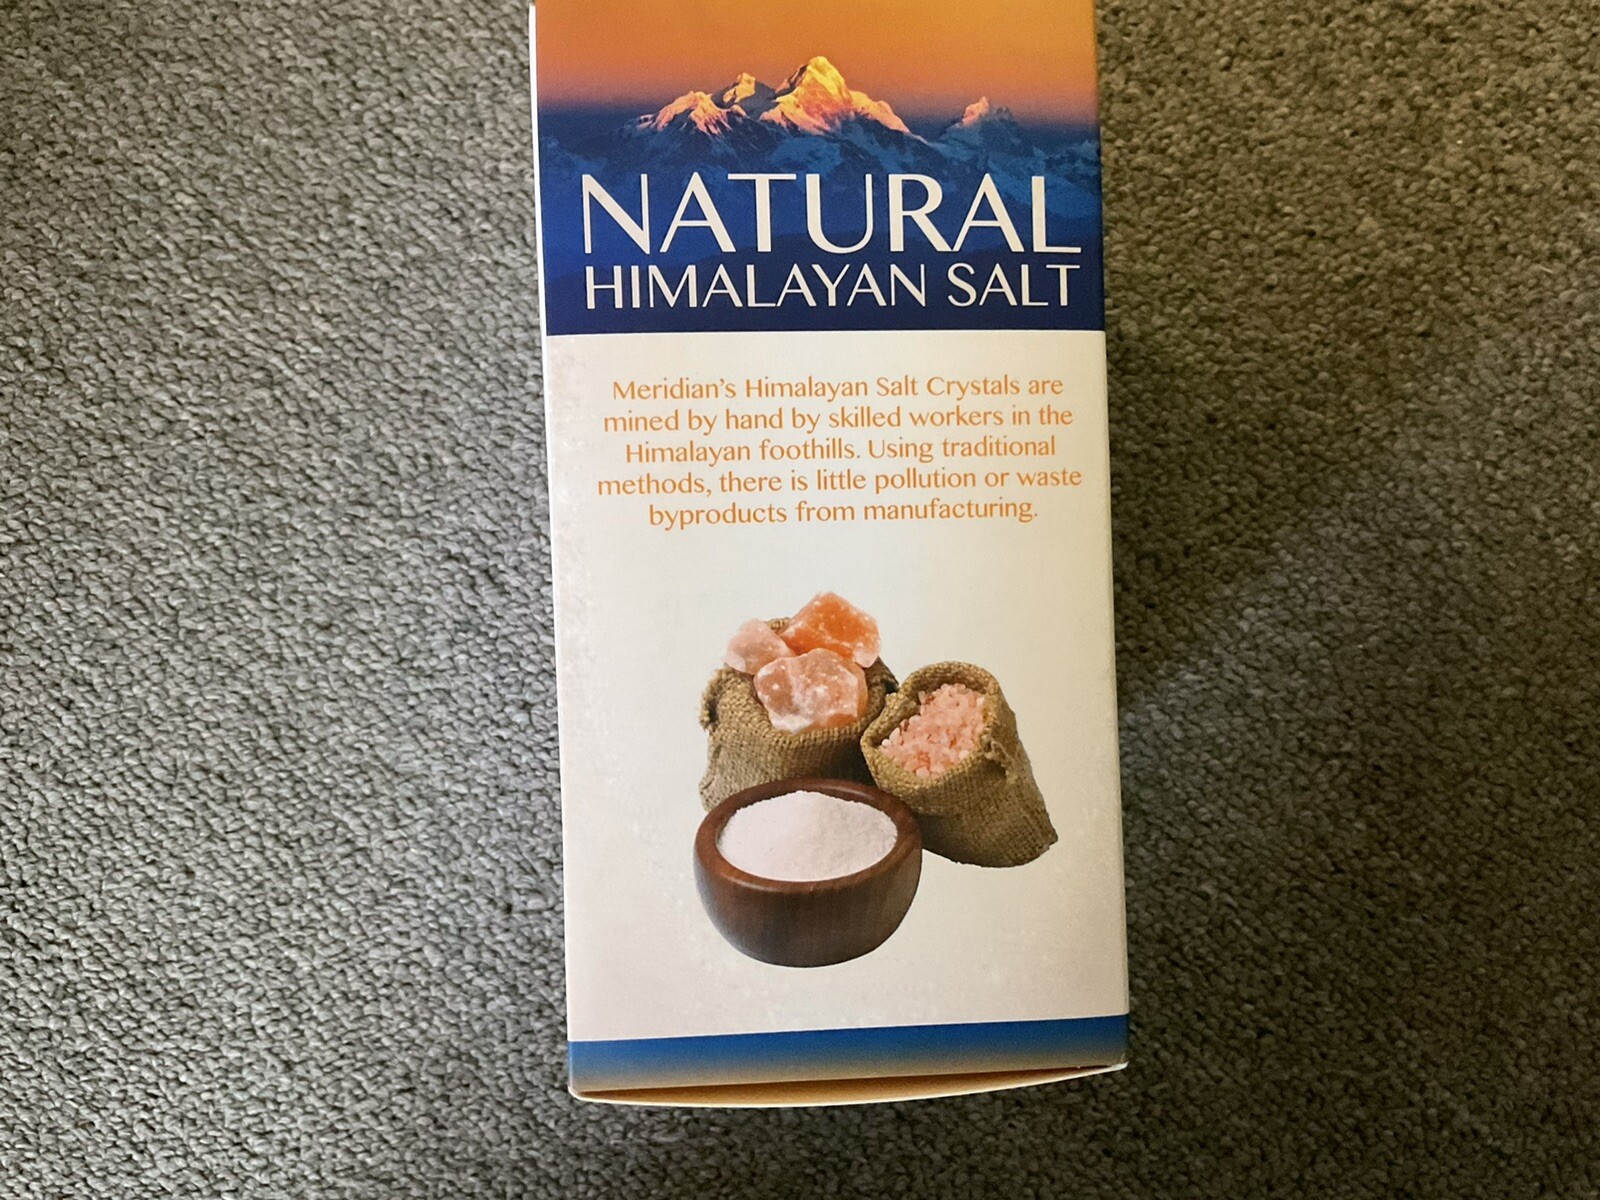 NATURAL
HIMALAYAN SALT
Meridian's Himalayan Salt Crystals are
mined by hand by skilled workers in the
Himalayan foothills. Using traditional
methods, there is little pollution or waste
byproducts from manufacturing.